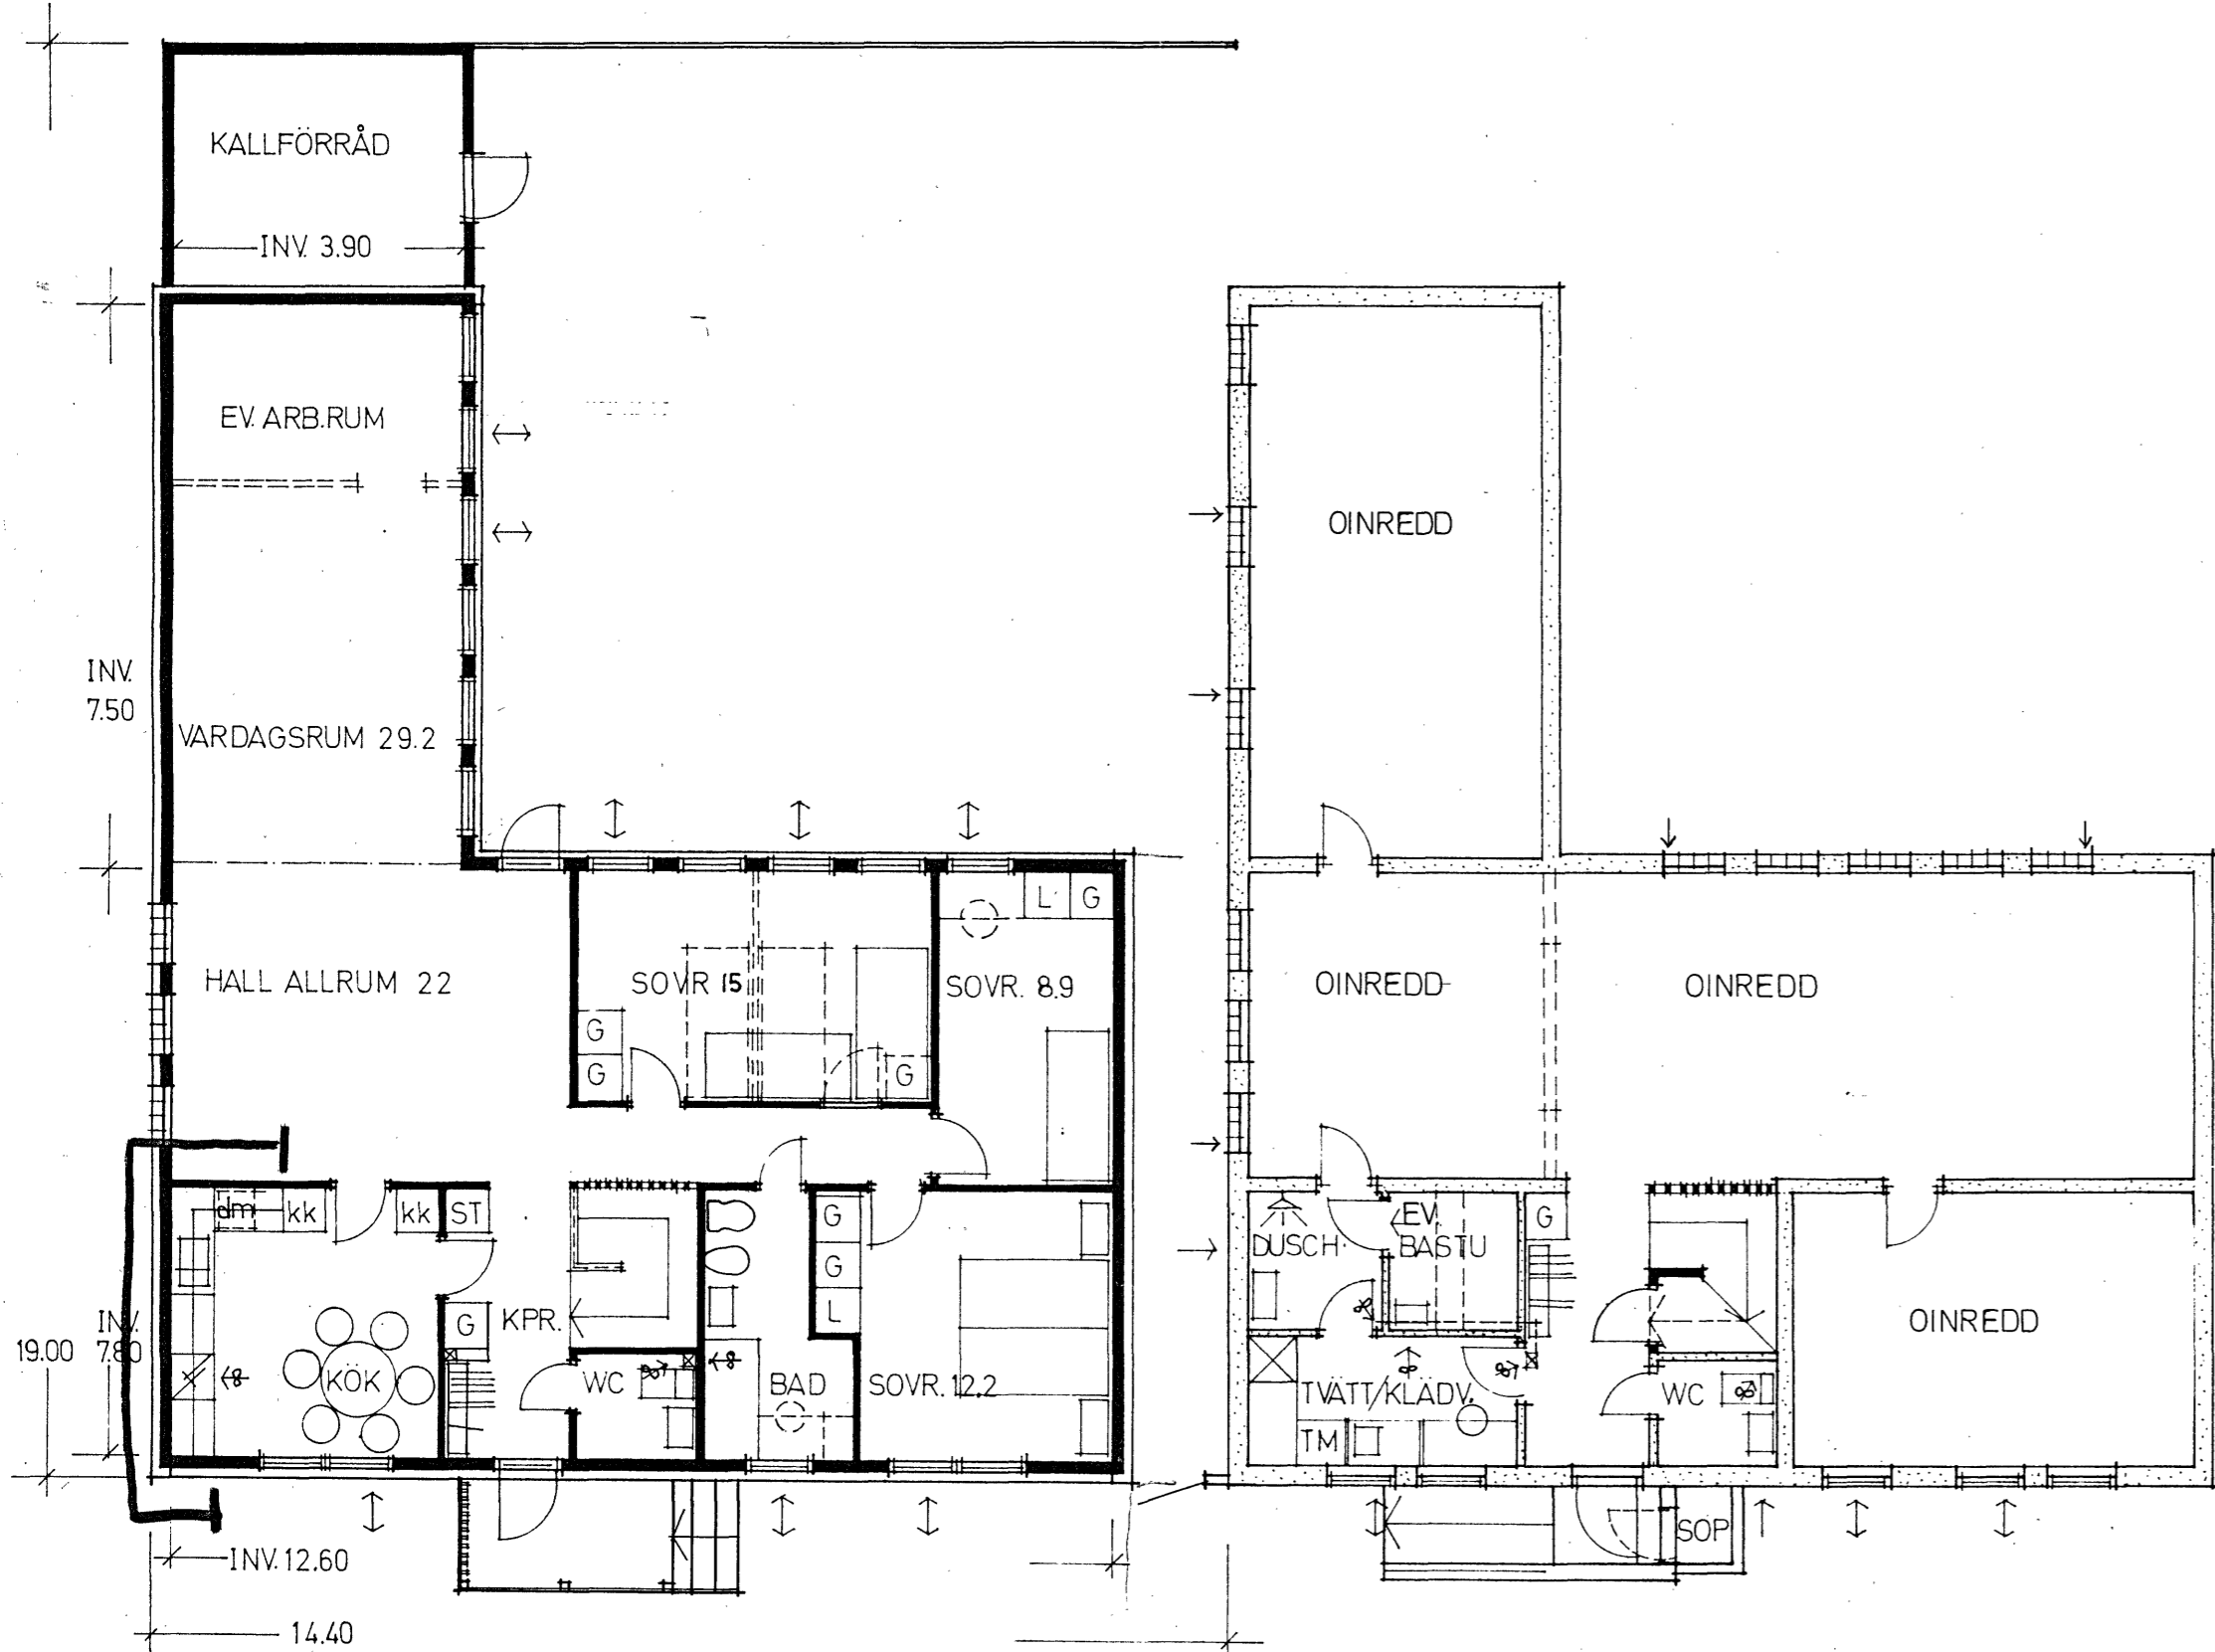 KALLFÖRRÅD
INV. 3.90
EV. ARB.RUM
OINREDD
INV.
7.50
VARDAGSRUM 29.2
HALL ALLRUM 22
SOVR 15
SOVR. 8.9
L G
G
G
G
OINREDD
OINREDD
dm kk
kk ST
G
G
L
G
KPR.
INV.
7.80
19.00
KÖK
WC
BAD
SOVR. 12.2
DUSCH
EV.
BASTU
G
OINREDD
TVÄTT/KLÄDV.
WC
TM
SOP
INV. 12.60
14.40